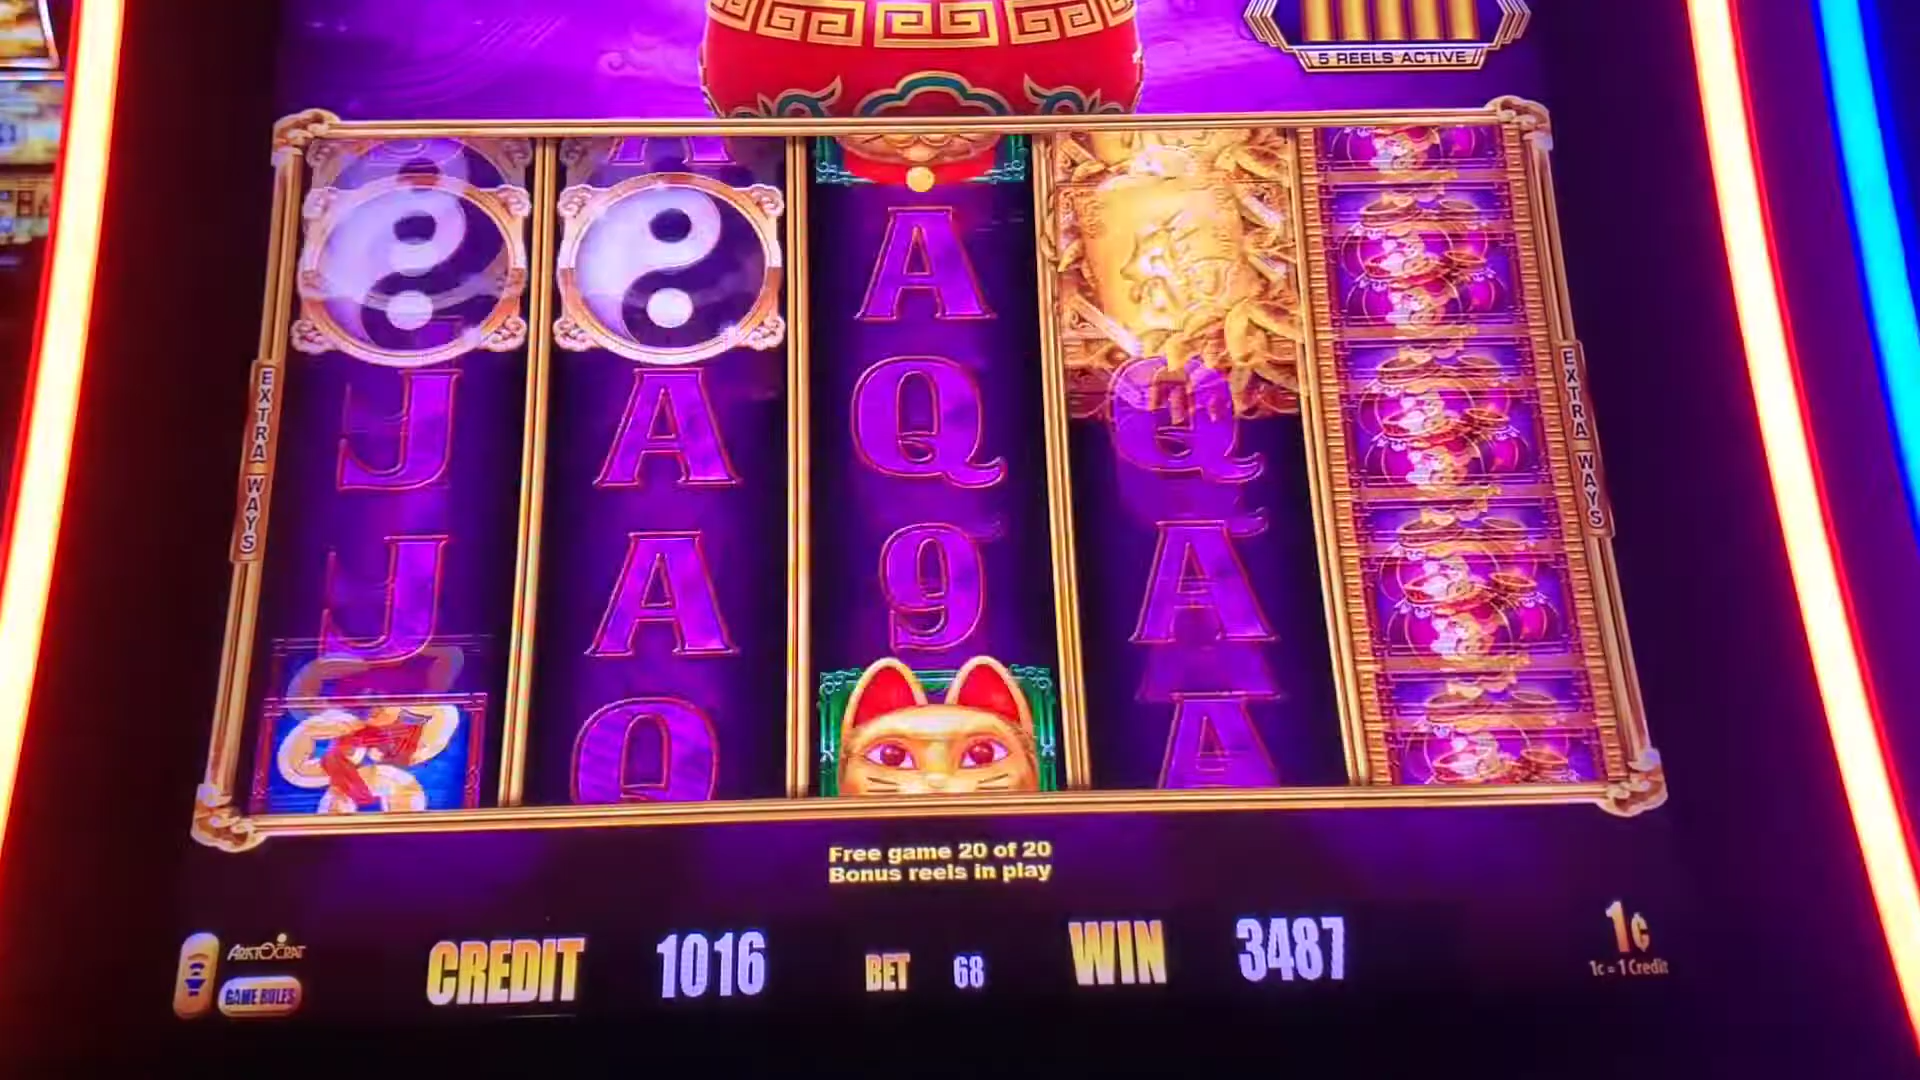 5 REELS ACTIVE
EXTRA WAYS
EXTRA WAYS
A
J
A
Q
Q
J
A
9
A
Q
A
Free game 20 of 20
Bonus reels in play
ARISTOCRAT
GAME RULES
CREDIT 1016
BET 68
WIN 3487
1¢
1c = 1 Credit